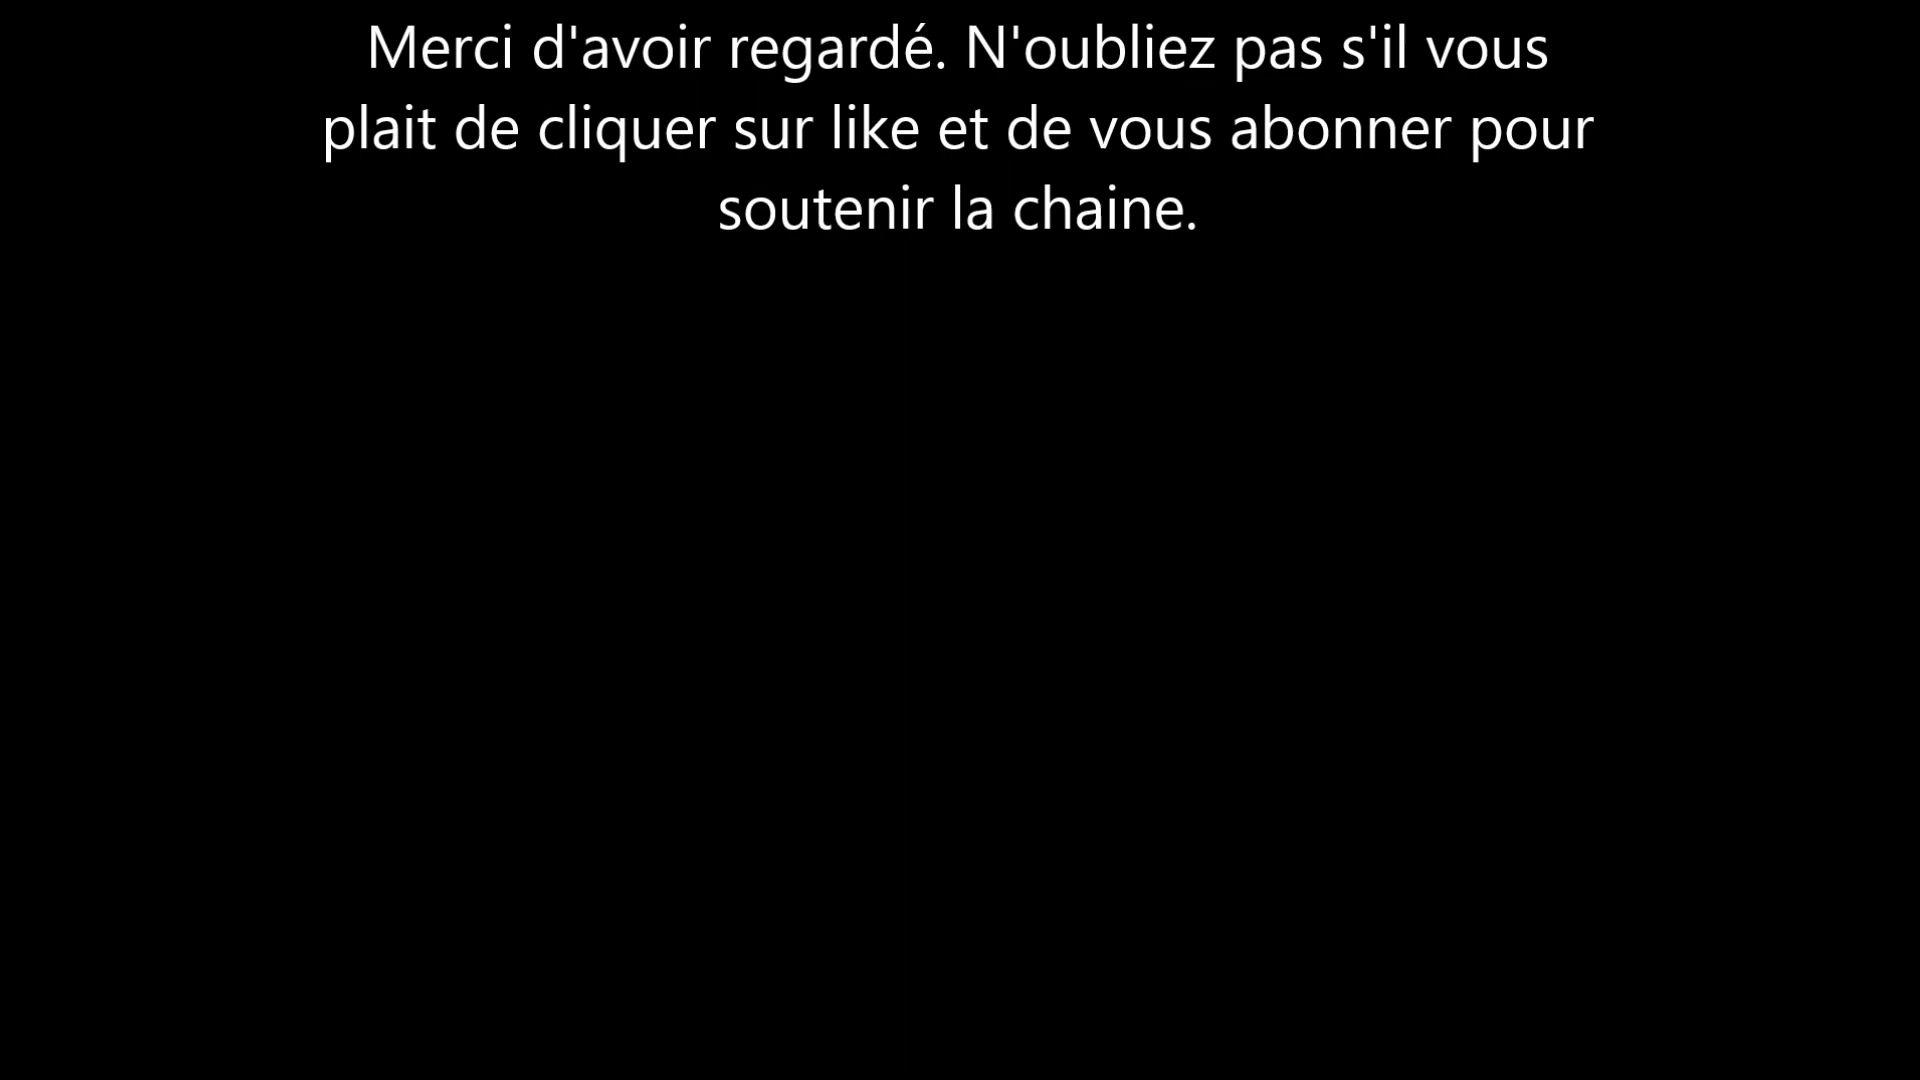 Merci d'avoir regardé. N'oubliez pas s'il vous
plait de cliquer sur like et de vous abonner pour
soutenir la chaine.